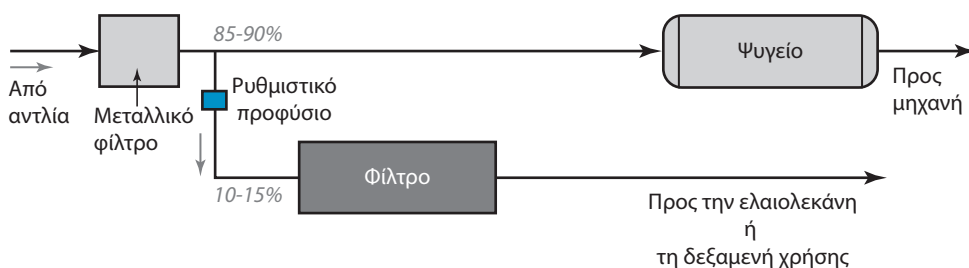 85-90%
Ψυγείο
Από
αντλία
Μεταλλικό
φίλτρο
Ρυθμιστικό
προφύσιο
Προς
μηχανή
10-15%
Φίλτρο
Προς την ελαιολεκάνη
ή
τη δεξαμενή χρήσης